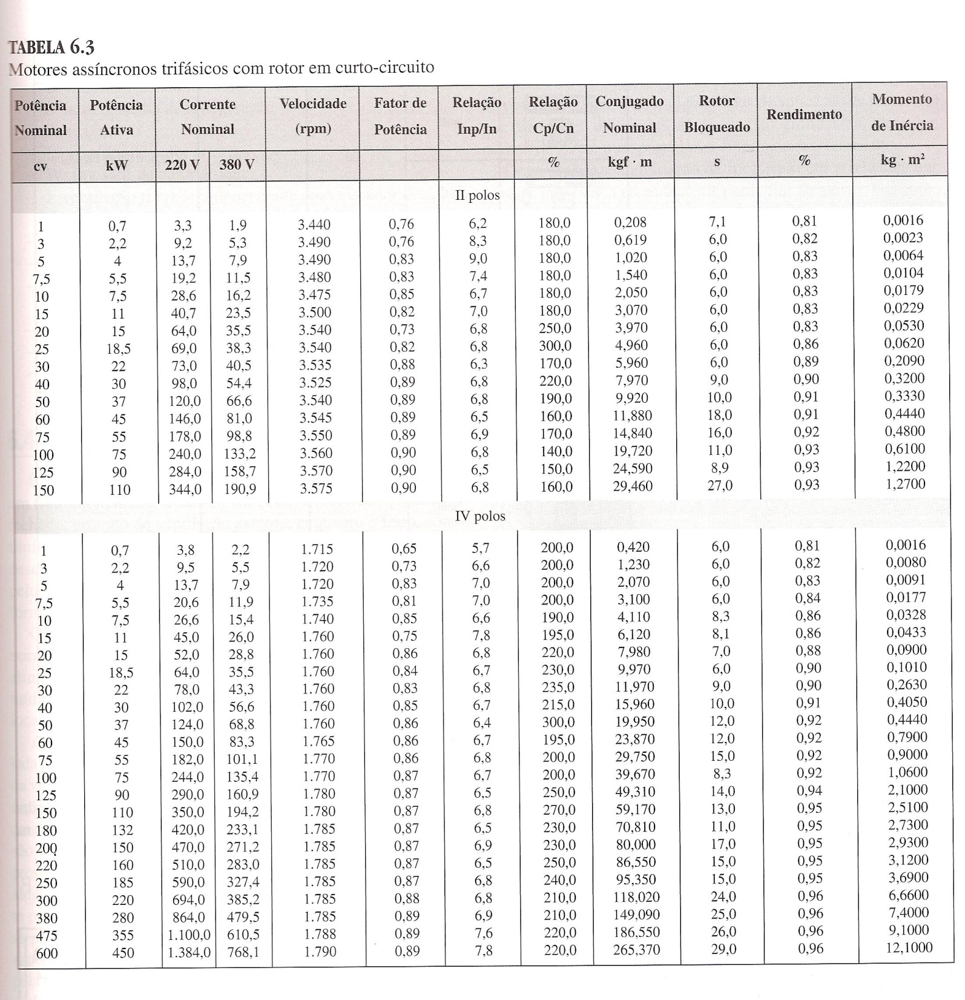 TABELA 6.3
Motores assíncronos trifásicos com rotor em curto-circuito
Potência Nominal Potência Ativa Corrente Nominal Velocidade (rpm) Fator de Potência Relação Inp/In Relação Cp/Cn Conjugado Nominal Rotor Bloqueado Rendimento Momento de Inércia
cv kW 220 V 380 V % kgf · m s % kg · m²
II polos
1 0,7 3,3 1,9 3.440 0,76 6,2 180,0 0,208 7,1 0,81 0,0016
3 2,2 9,2 5,3 3.490 0,76 8,3 180,0 0,619 6,0 0,82 0,0023
5 4 13,7 7,9 3.490 0,83 9,0 180,0 1,020 6,0 0,83 0,0064
7,5 5,5 19,2 11,5 3.480 0,83 7,4 180,0 1,540 6,0 0,83 0,0104
10 7,5 28,6 16,2 3.475 0,85 6,7 180,0 2,050 6,0 0,83 0,0179
15 11 40,7 23,5 3.500 0,82 7,0 180,0 3,070 6,0 0,83 0,0229
20 15 64,0 35,5 3.540 0,73 6,8 250,0 3,970 6,0 0,83 0,0530
25 18,5 69,0 38,3 3.540 0,82 6,8 300,0 4,960 6,0 0,86 0,0620
30 22 73,0 40,5 3.535 0,88 6,3 170,0 5,960 6,0 0,89 0,2090
40 30 98,0 54,4 3.525 0,89 6,8 220,0 7,970 9,0 0,90 0,3200
50 37 120,0 66,6 3.540 0,89 6,8 190,0 9,920 10,0 0,91 0,3330
60 45 146,0 81,0 3.545 0,89 6,5 160,0 11,880 18,0 0,91 0,4440
75 55 178,0 98,8 3.550 0,89 6,9 170,0 14,840 16,0 0,92 0,4800
100 75 240,0 133,2 3.560 0,90 6,8 140,0 19,720 11,0 0,93 0,6100
125 90 284,0 158,7 3.570 0,90 6,5 150,0 24,590 8,9 0,93 1,2200
150 110 344,0 190,9 3.575 0,90 6,8 160,0 29,460 27,0 0,93 1,2700
IV polos
1 0,7 3,8 2,2 1.715 0,65 5,7 200,0 0,420 6,0 0,81 0,0016
3 2,2 9,5 5,5 1.720 0,73 6,6 200,0 1,230 6,0 0,82 0,0080
5 4 13,7 7,9 1.720 0,83 7,0 200,0 2,070 6,0 0,83 0,0091
7,5 5,5 20,6 11,9 1.735 0,81 7,0 200,0 3,100 6,0 0,84 0,0177
10 7,5 26,6 15,4 1.740 0,85 6,6 190,0 4,110 8,3 0,86 0,0328
15 11 45,0 26,0 1.760 0,75 7,8 195,0 6,120 8,1 0,86 0,0433
20 15 52,0 28,8 1.760 0,86 6,8 220,0 7,980 7,0 0,88 0,0900
25 18,5 64,0 35,5 1.760 0,84 6,7 230,0 9,970 6,0 0,90 0,1010
30 22 78,0 43,3 1.760 0,83 6,8 235,0 11,970 9,0 0,90 0,2630
40 30 102,0 56,6 1.760 0,85 6,7 215,0 15,960 10,0 0,91 0,4050
50 37 124,0 68,8 1.760 0,86 6,4 300,0 19,950 12,0 0,92 0,4440
60 45 150,0 83,3 1.765 0,86 6,7 195,0 23,870 12,0 0,92 0,7900
75 55 182,0 101,1 1.770 0,86 6,8 200,0 29,750 15,0 0,92 0,9000
100 75 244,0 135,4 1.770 0,87 6,7 200,0 39,670 8,3 0,92 1,0600
125 90 290,0 160,9 1.780 0,87 6,5 250,0 49,310 14,0 0,94 2,1000
150 110 350,0 194,2 1.780 0,87 6,8 270,0 59,170 13,0 0,95 2,5100
180 132 420,0 233,1 1.785 0,87 6,5 230,0 70,810 11,0 0,95 2,7300
200 150 470,0 271,2 1.785 0,87 6,9 230,0 80,000 17,0 0,95 2,9300
220 160 510,0 283,0 1.785 0,87 6,5 250,0 86,550 15,0 0,95 3,1200
250 185 590,0 327,4 1.785 0,87 6,8 240,0 95,350 15,0 0,95 3,6900
300 220 694,0 385,2 1.785 0,88 6,8 210,0 118,020 24,0 0,96 6,6600
380 280 864,0 479,5 1.785 0,89 6,9 210,0 149,090 25,0 0,96 7,4000
475 355 1.100,0 610,5 1.788 0,89 7,6 220,0 186,550 26,0 0,96 9,1000
600 450 1.384,0 768,1 1.790 0,89 7,8 220,0 265,370 29,0 0,96 12,1000